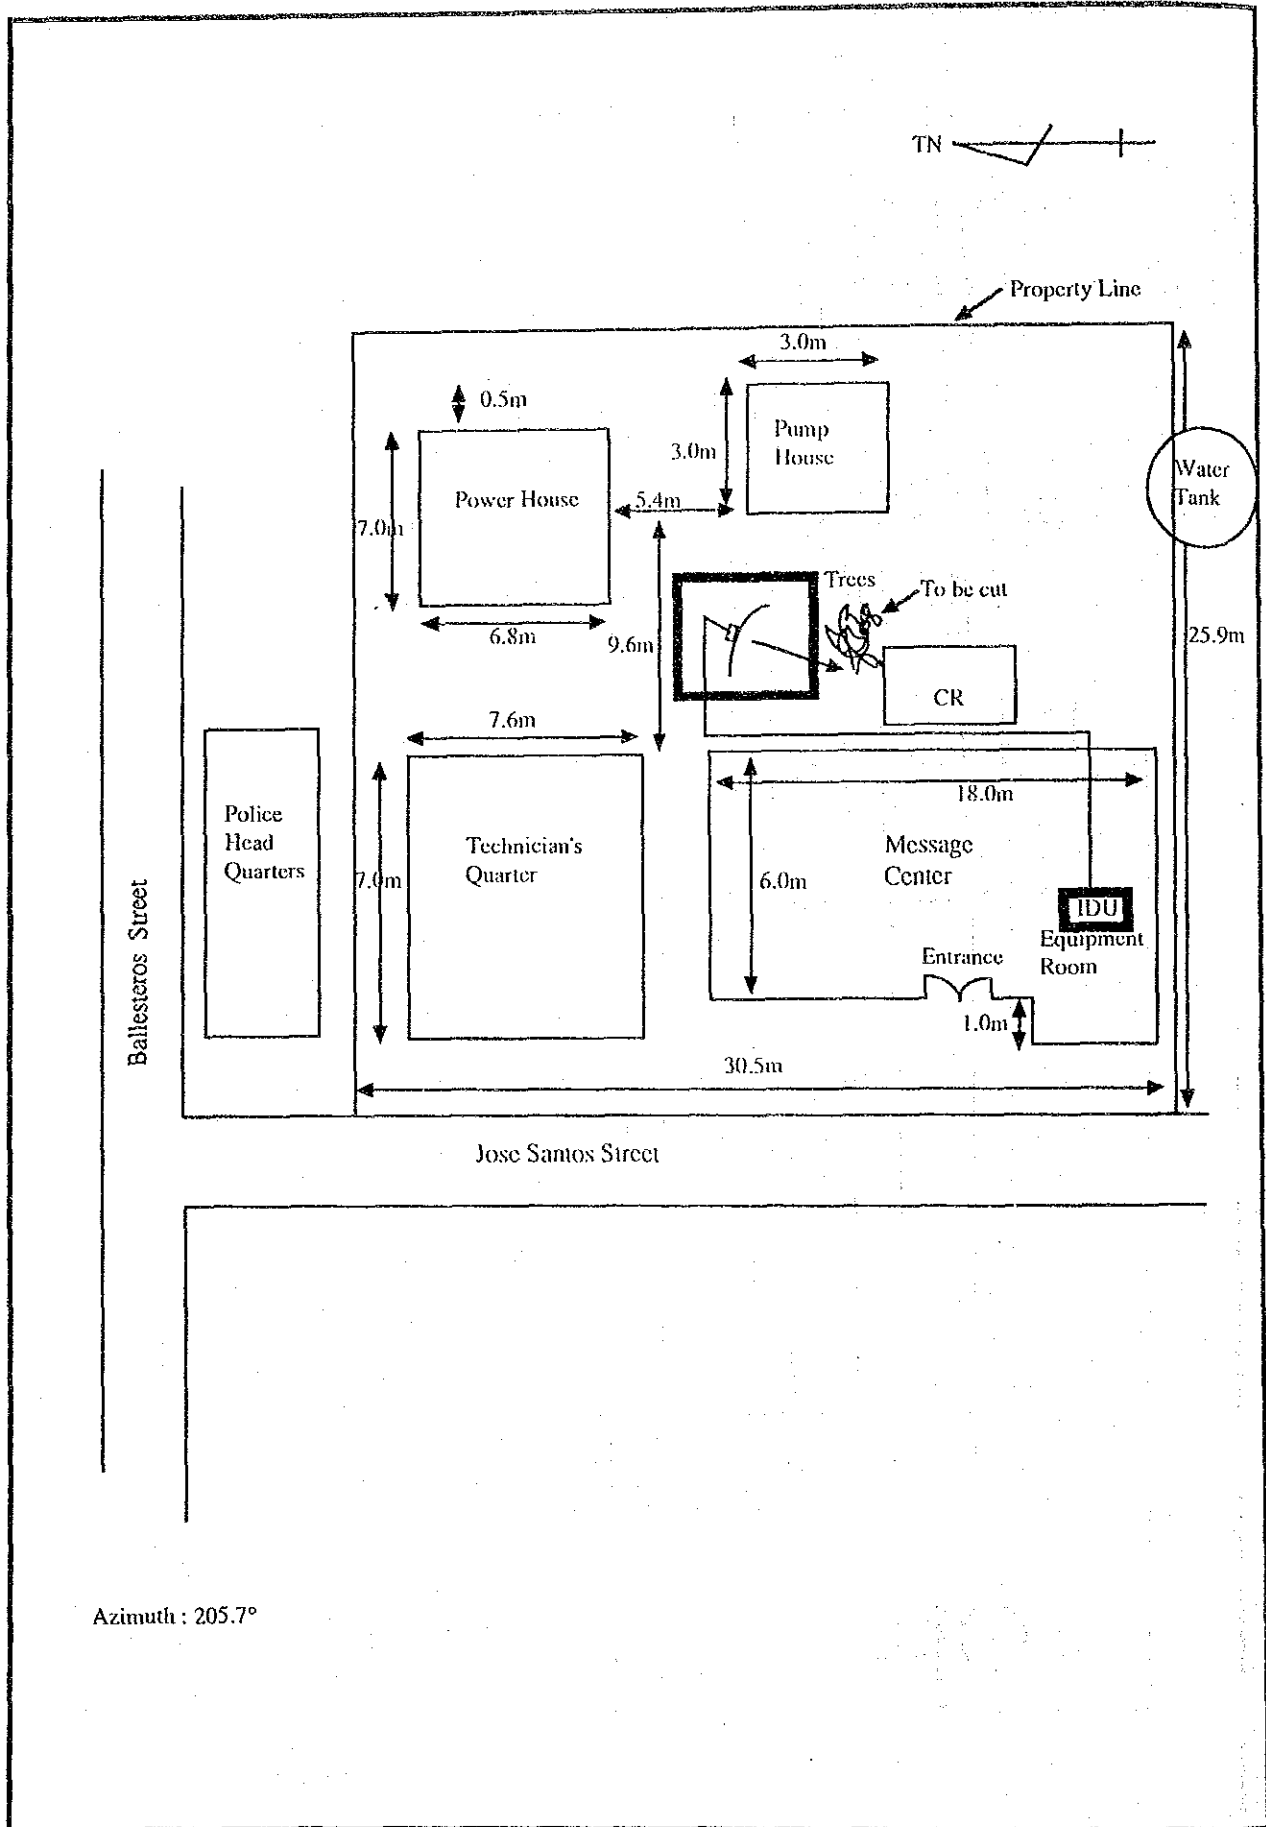 TN
Property Line
3.0m
0.5m
3.0m
Pump
House
Power House
5.4m
Water
Tank
7.0m
Trees
To be cut
6.8m
9.6m
25.9m
CR
7.6m
18.0m
Police
Head
Quarters
Technician's
Quarter
Message
Center
7.0m
6.0m
IDU
Equipment
Room
Entrance
1.0m
Ballesteros Street
30.5m
Jose Santos Street
Azimuth : 205.7°